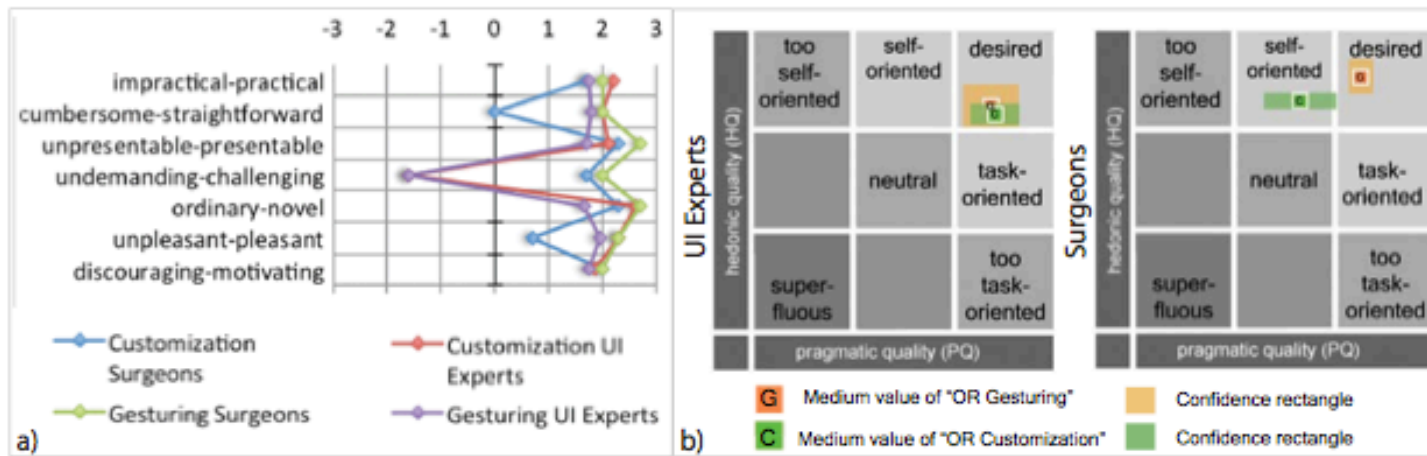 -3 -2 -1 0 1 2 3
impractical-practical
cumbersome-straightforward
unpresentable-presentable
undemanding-challenging
ordinary-novel
unpleasant-pleasant
discouraging-motivating
Customization
Surgeons
Customization UI
Experts
Gesturing Surgeons
Gesturing UI Experts
a)
UI Experts
hedonic quality (HQ)
too
self-
oriented
self-
oriented
desired
G
C
neutral
task-
oriented
super-
fluous
too
task-
oriented
pragmatic quality (PQ)
Surgeons
hedonic quality (HQ)
too
self-
oriented
self-
oriented
desired
G
C
neutral
task-
oriented
super-
fluous
too
task-
oriented
pragmatic quality (PQ)
G Medium value of "OR Gesturing"
Confidence rectangle
C Medium value of "OR Customization"
Confidence rectangle
b)